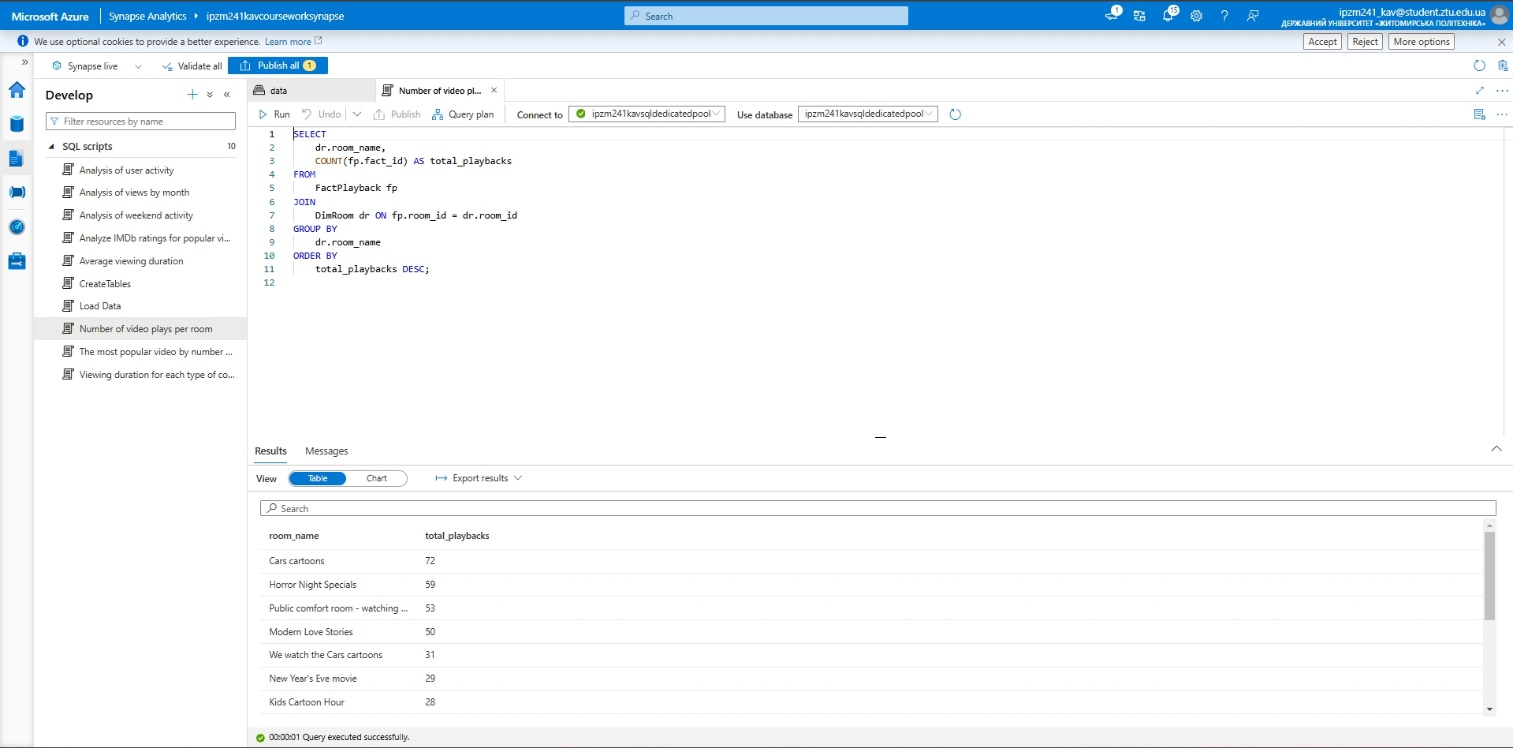 Microsoft Azure Synapse Analytics ipzm241kavcourseworksynapse Search 1 15 ipzm241_kav@student.ztu.edu.ua
ДЕРЖАВНИЙ УНІВЕРСИТЕТ «ЖИТОМИРСЬКА ПОЛІТЕХНІКА»
We use optional cookies to provide a better experience. Learn more Accept Reject More options
Synapse live Validate all Publish all 1
Develop
Filter resources by name
SQL scripts 10
Analysis of user activity
Analysis of views by month
Analysis of weekend activity
Analyze IMDb ratings for popular vi...
Average viewing duration
CreateTables
Load Data
Number of video plays per room
The most popular video by number ...
Viewing duration for each type of co...
data Number of video pl...
Run Undo Publish Query plan Connect to ipzm241kavsqldedicatedpool Use database ipzm241kavsqldedicatedpool
1 SELECT
2 dr.room_name,
3 COUNT(fp.fact_id) AS total_playbacks
4 FROM
5 FactPlayback fp
6 JOIN
7 DimRoom dr ON fp.room_id = dr.room_id
8 GROUP BY
9 dr.room_name
10 ORDER BY
11 total_playbacks DESC;
12
Results Messages
View Table Chart Export results
Search
room_name total_playbacks
Cars cartoons 72
Horror Night Specials 59
Public comfort room - watching ... 53
Modern Love Stories 50
We watch the Cars cartoons 31
New Year's Eve movie 29
Kids Cartoon Hour 28
00:00:01 Query executed successfully.